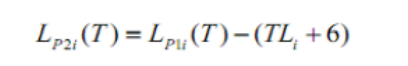 L_{P2i}(T) = L_{P1i}(T) − (TL_i + 6)